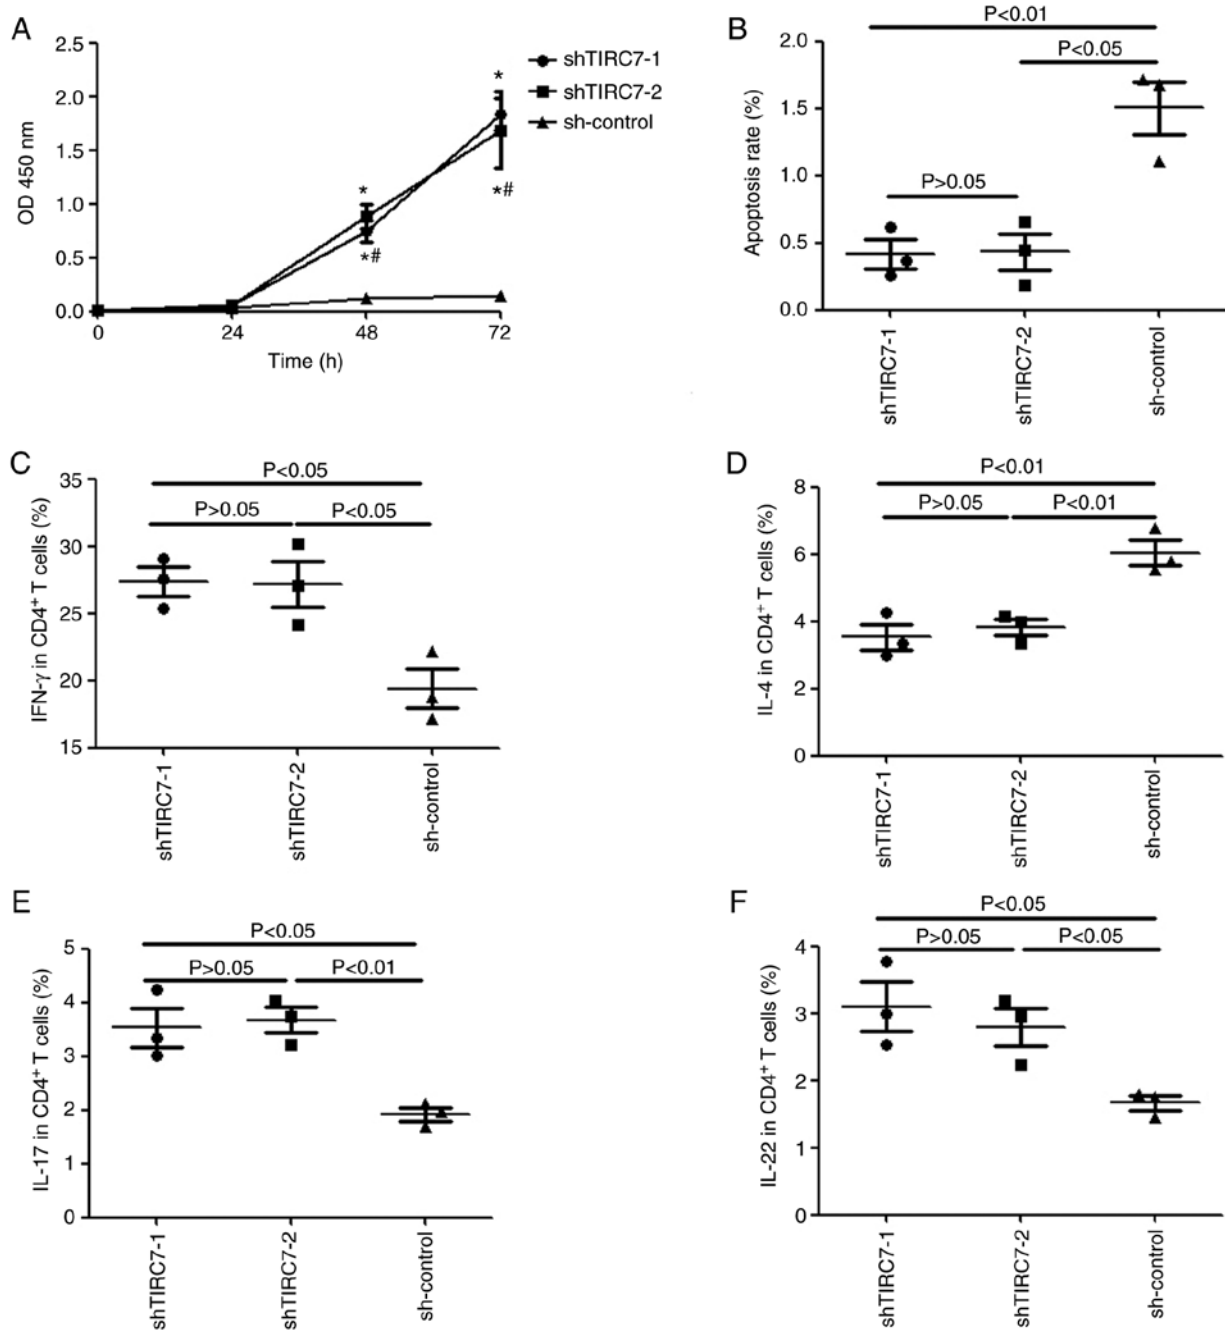 A
2.5
2.0
1.5
1.0
0.5
0.0
OD 450 nm
0
24
48
72
Time (h)
*
*#
*
*#
shTIRC7-1
shTIRC7-2
sh-control
B
P<0.01
P<0.05
P>0.05
2.0
1.5
1.0
0.5
0.0
Apoptosis rate (%)
shTIRC7-1
shTIRC7-2
sh-control
C
P<0.05
P>0.05
P<0.05
35
30
25
20
15
IFN-γ in CD4⁺ T cells (%)
shTIRC7-1
shTIRC7-2
sh-control
D
P<0.01
P>0.05
P<0.01
8
6
4
2
0
IL-4 in CD4⁺ T cells (%)
shTIRC7-1
shTIRC7-2
sh-control
E
P<0.05
P>0.05
P<0.01
5
4
3
2
1
0
IL-17 in CD4⁺ T cells (%)
shTIRC7-1
shTIRC7-2
sh-control
F
P<0.05
P>0.05
P<0.05
4
3
2
1
0
IL-22 in CD4⁺ T cells (%)
shTIRC7-1
shTIRC7-2
sh-control